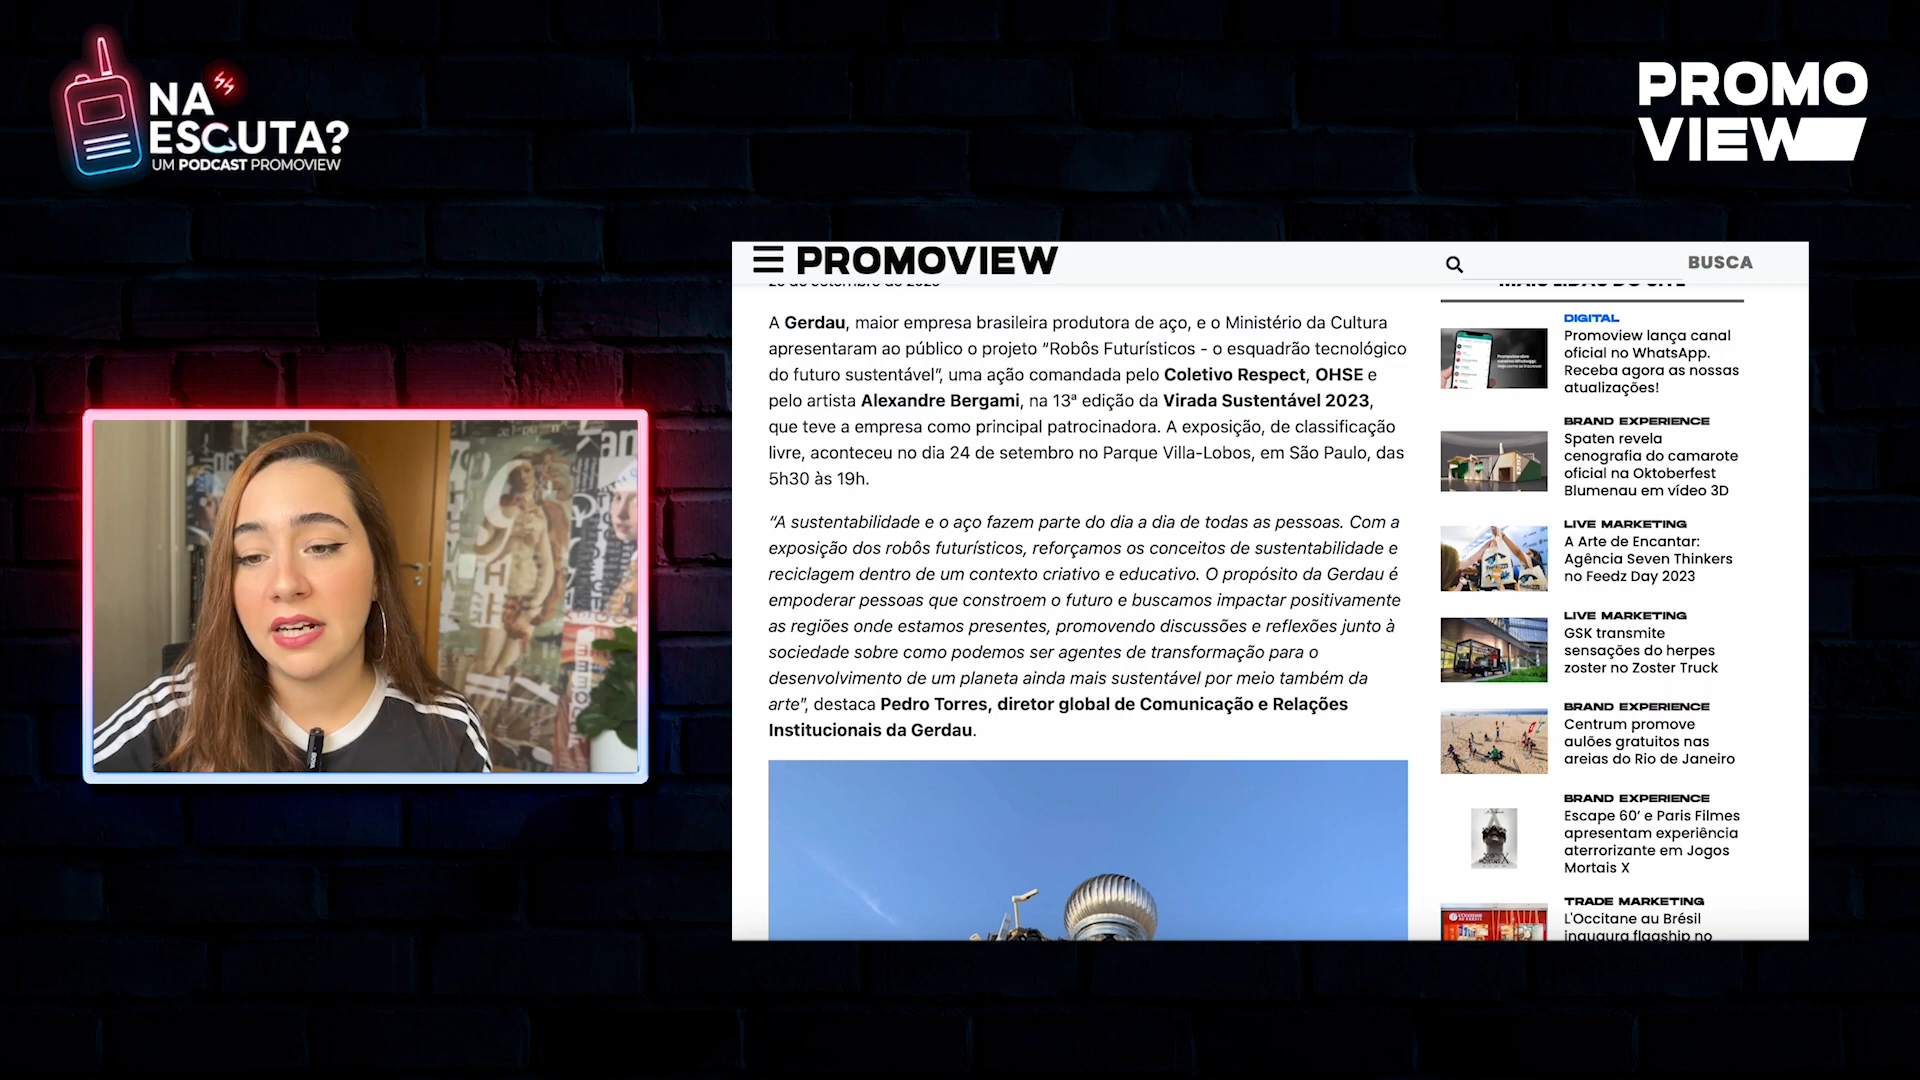 NA
ESCUTA?
UM PODCAST PROMOVIEW
PROMO
VIEW
PROMOVIEW
BUSCA
A Gerdau, maior empresa brasileira produtora de aço, e o Ministério da Cultura
apresentaram ao público o projeto “Robôs Futurísticos - o esquadrão tecnológico
do futuro sustentável”, uma ação comandada pelo Coletivo Respect, OHSE e
pelo artista Alexandre Bergami, na 13ª edição da Virada Sustentável 2023,
que teve a empresa como principal patrocinadora. A exposição, de classificação
livre, aconteceu no dia 24 de setembro no Parque Villa-Lobos, em São Paulo, das
5h30 às 19h.
“A sustentabilidade e o aço fazem parte do dia a dia de todas as pessoas. Com a
exposição dos robôs futurísticos, reforçamos os conceitos de sustentabilidade e
reciclagem dentro de um contexto criativo e educativo. O propósito da Gerdau é
empoderar pessoas que constroem o futuro e buscamos impactar positivamente
as regiões onde estamos presentes, promovendo discussões e reflexões junto à
sociedade sobre como podemos ser agentes de transformação para o
desenvolvimento de um planeta ainda mais sustentável por meio também da
arte”, destaca Pedro Torres, diretor global de Comunicação e Relações
Institucionais da Gerdau.
MAIS LIDAS DO SITE
DIGITAL
Promoview lança canal
oficial no WhatsApp.
Receba agora as nossas
atualizações!
BRAND EXPERIENCE
Spaten revela
cenografia do camarote
oficial na Oktoberfest
Blumenau em vídeo 3D
LIVE MARKETING
A Arte de Encantar:
Agência Seven Thinkers
no Feedz Day 2023
LIVE MARKETING
GSK transmite
sensações do herpes
zoster no Zoster Truck
BRAND EXPERIENCE
Centrum promove
aulões gratuitos nas
areias do Rio de Janeiro
BRAND EXPERIENCE
Escape 60’ e Paris Filmes
apresentam experiência
aterrorizante em Jogos
Mortais X
TRADE MARKETING
L'Occitane au Brésil
inaugura flagship no